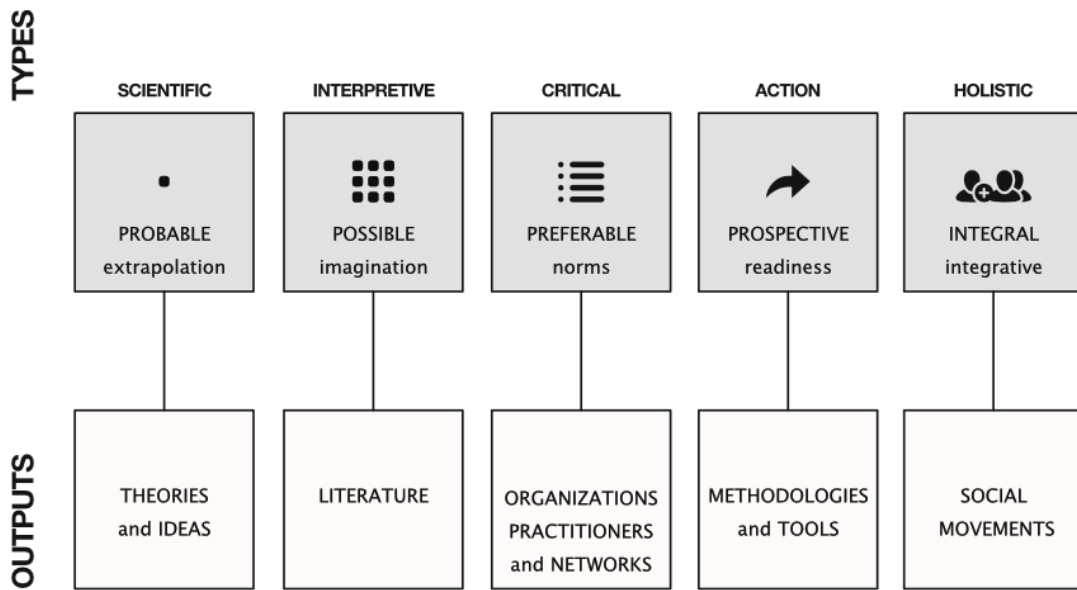 TYPES
SCIENTIFIC
INTERPRETIVE
CRITICAL
ACTION
HOLISTIC
PROBABLE
extrapolation
POSSIBLE
imagination
PREFERABLE
norms
PROSPECTIVE
readiness
INTEGRAL
integrative
OUTPUTS
THEORIES
and IDEAS
LITERATURE
ORGANIZATIONS
PRACTITIONERS
and NETWORKS
METHODOLOGIES
and TOOLS
SOCIAL
MOVEMENTS